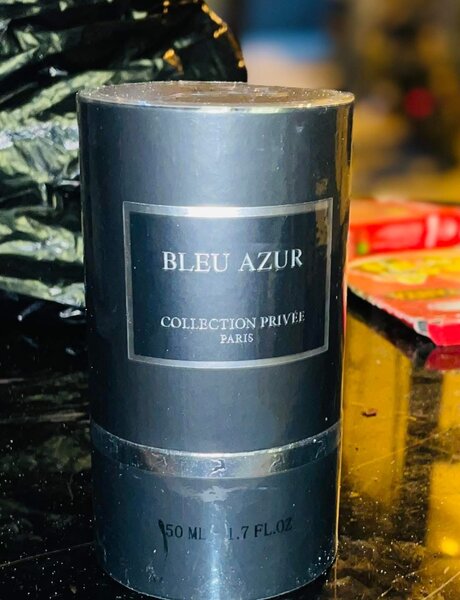 BLEU AZUR
COLLECTION PRIVÉE
PARIS
50 ML - 1.7 FL.OZ